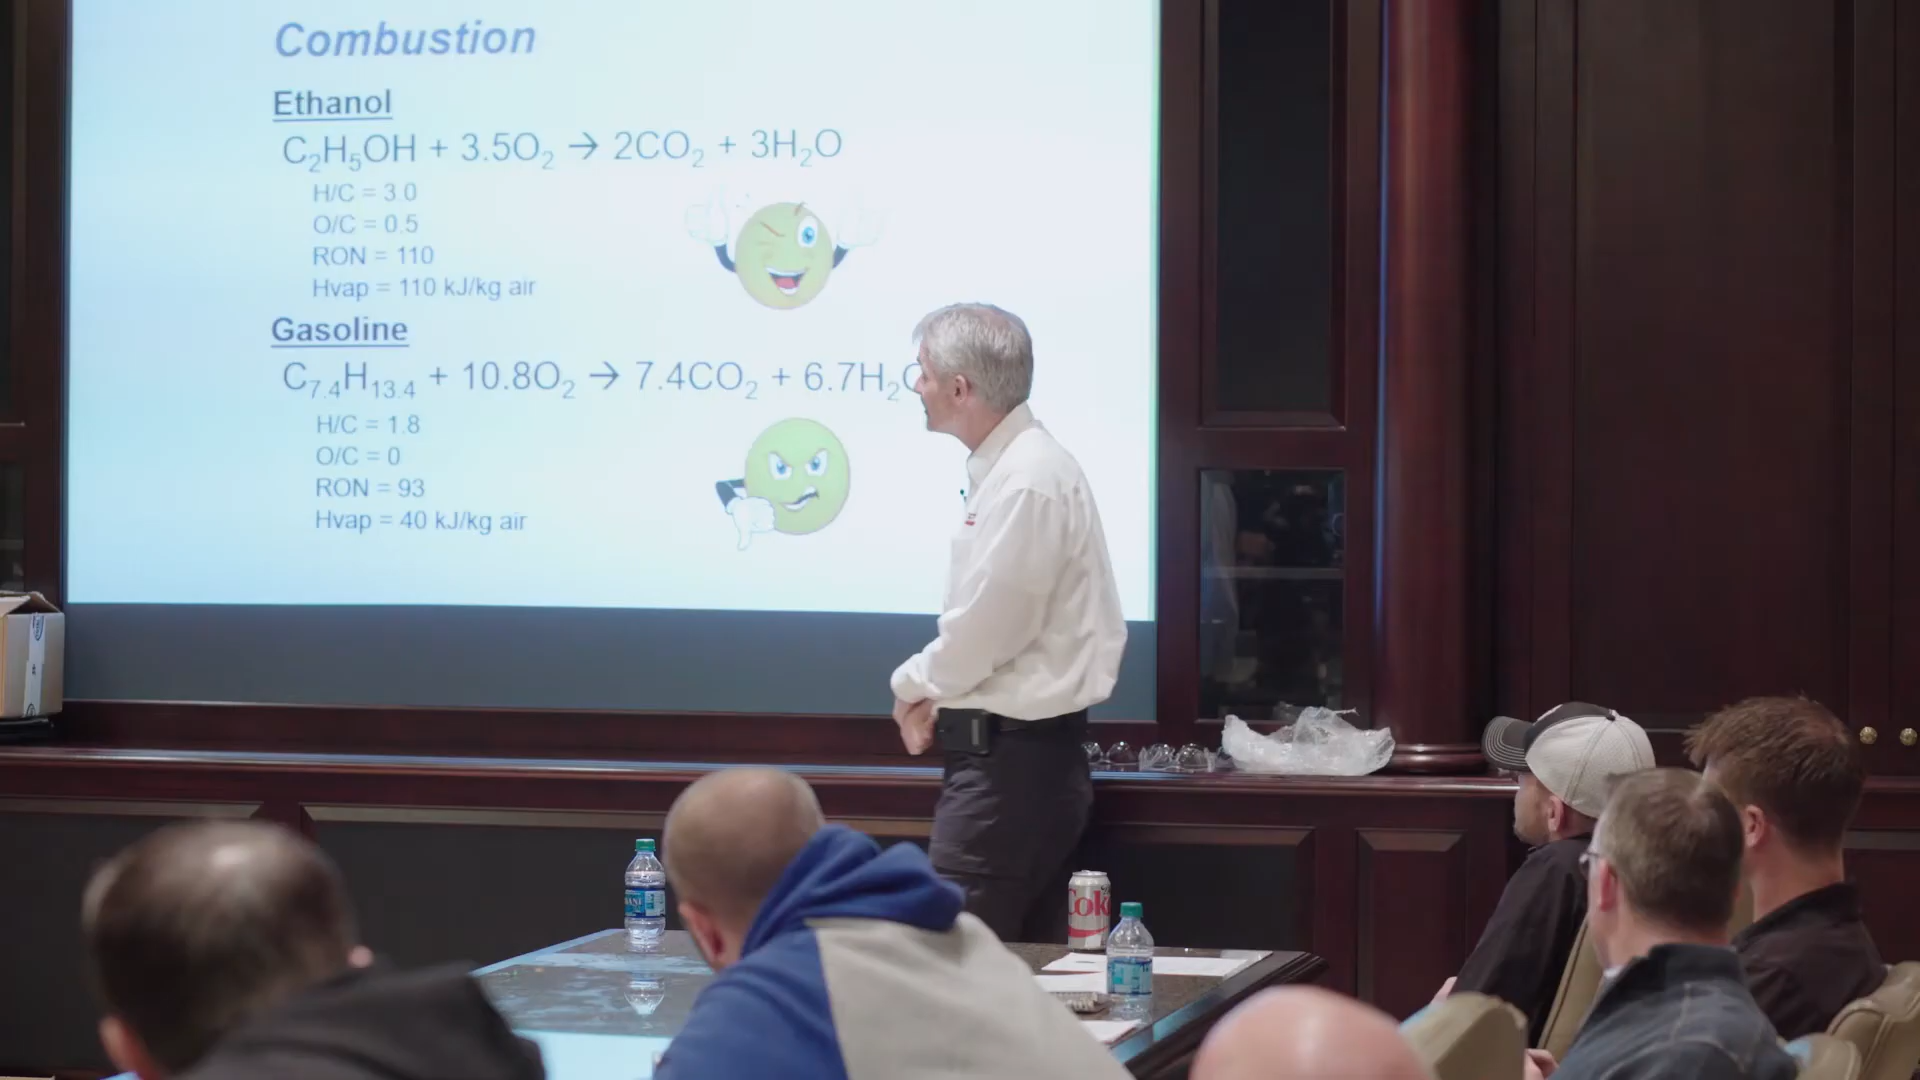 Combustion
Ethanol
C₂H₅OH + 3.5O₂ → 2CO₂ + 3H₂O
H/C = 3.0
O/C = 0.5
RON = 110
Hvap = 110 kJ/kg air
Gasoline
C₇.₄H₁₃.₄ + 10.8O₂ → 7.4CO₂ + 6.7H₂
H/C = 1.8
O/C = 0
RON = 93
Hvap = 40 kJ/kg air
Coke